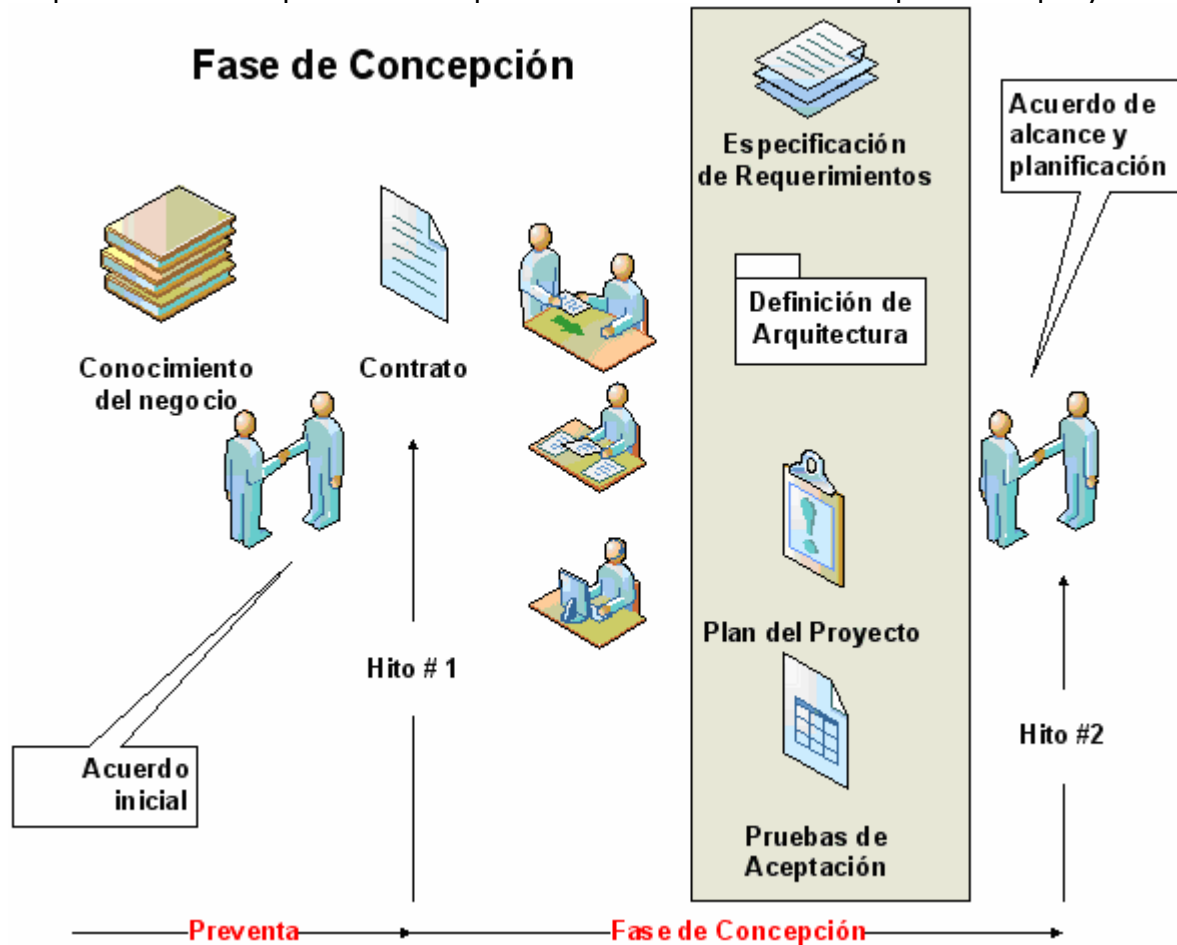 Fase de Concepción
Conocimiento
del negocio
Contrato
Especificación
de Requerimientos
Definición de
Arquitectura
Plan del Proyecto
Pruebas de
Aceptación
Acuerdo de
alcance y
planificación
Hito # 1
Hito #2
Acuerdo
inicial
Preventa
Fase de Concepción